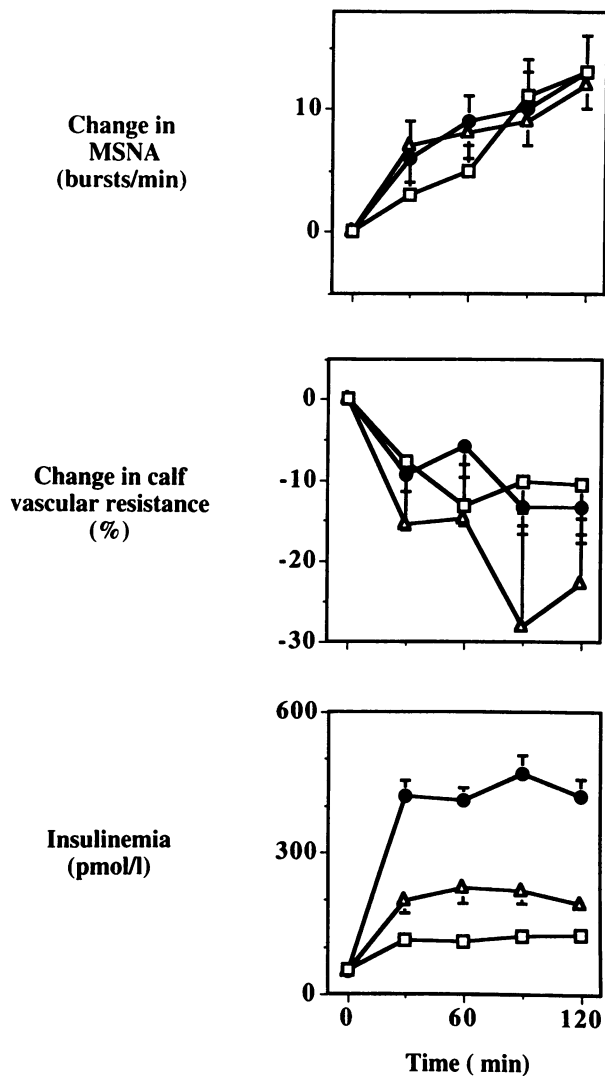 Change in
MSNA
(bursts/min)
10
0
Change in calf
vascular resistance
(%)
0
-10
-20
-30
Insulinemia
(pmol/l)
600
300
0
0
60
120
Time ( min)